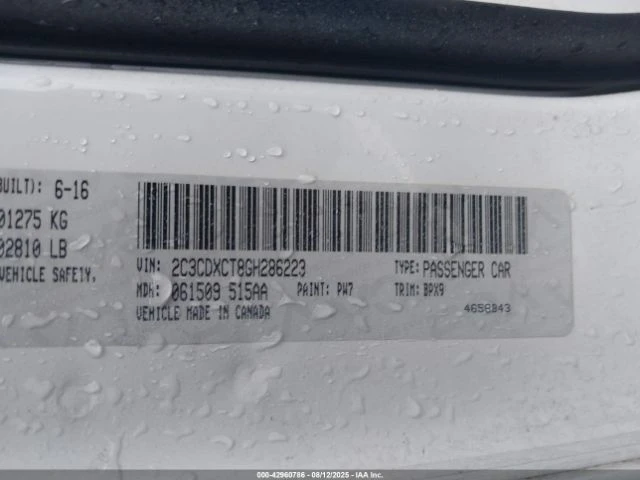 BUILT): 6-16
01275 KG
02810 LB
VEHICLE SAFETY,
VIN: 2C3CDXCT8GH286223 TYPE: PASSENGER CAR
MDH: 061509 515AA PAINT: PW7 TRIM: BPX9
VEHICLE MADE IN CANADA 4658B43
000-42960786 - 08/12/2025 - IAA Inc.